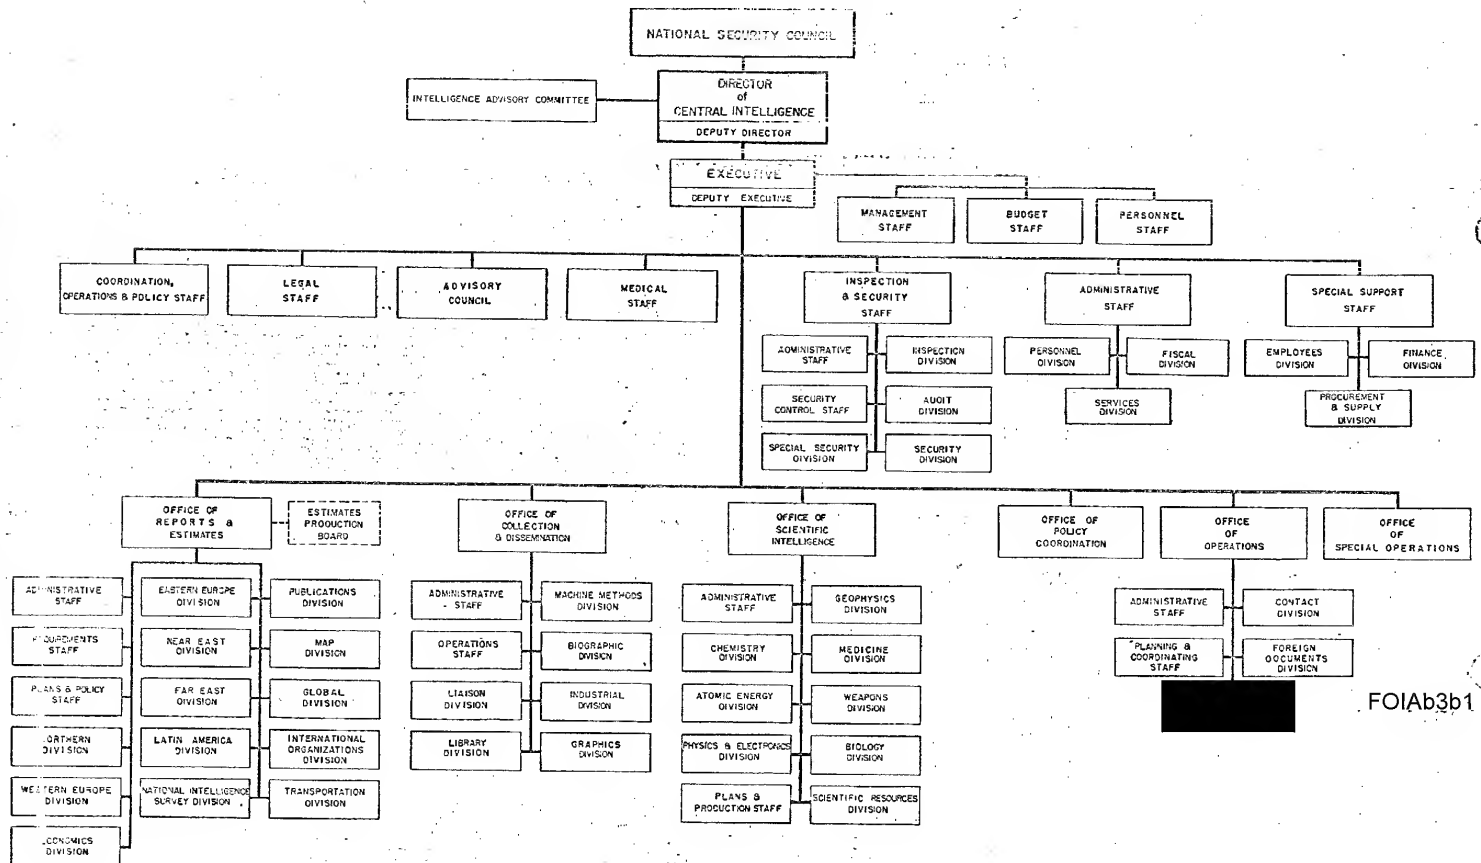 NATIONAL SECURITY COUNCIL
INTELLIGENCE ADVISORY COMMITTEE
DIRECTOR
of
CENTRAL INTELLIGENCE
DEPUTY DIRECTOR
EXECUTIVE
DEPUTY EXECUTIVE
MANAGEMENT
STAFF
BUDGET
STAFF
PERSONNEL
STAFF
COORDINATION,
OPERATIONS & POLICY STAFF
LEGAL
STAFF
ADVISORY
COUNCIL
MEDICAL
STAFF
INSPECTION
& SECURITY
STAFF
ADMINISTRATIVE
STAFF
SPECIAL SUPPORT
STAFF
ADMINISTRATIVE
STAFF
INSPECTION
DIVISION
SECURITY
CONTROL STAFF
AUDIT
DIVISION
SPECIAL SECURITY
DIVISION
SECURITY
DIVISION
PERSONNEL
DIVISION
FISCAL
DIVISION
SERVICES
DIVISION
EMPLOYEES
DIVISION
FINANCE
DIVISION
PROCUREMENT
& SUPPLY
DIVISION
OFFICE OF
REPORTS &
ESTIMATES
ESTIMATES
PRODUCTION
BOARD
OFFICE OF
COLLECTION
& DISSEMINATION
OFFICE OF
SCIENTIFIC
INTELLIGENCE
OFFICE OF
POLICY
COORDINATION
OFFICE
OF
OPERATIONS
OFFICE
OF
SPECIAL OPERATIONS
ADMINISTRATIVE
STAFF
EASTERN EUROPE
DIVISION
PUBLICATIONS
DIVISION
REQUIREMENTS
STAFF
NEAR EAST
DIVISION
MAP
DIVISION
PLANS & POLICY
STAFF
FAR EAST
DIVISION
GLOBAL
DIVISION
NORTHERN
DIVISION
LATIN AMERICA
DIVISION
INTERNATIONAL
ORGANIZATIONS
DIVISION
WESTERN EUROPE
DIVISION
NATIONAL INTELLIGENCE
SURVEY DIVISION
TRANSPORTATION
DIVISION
ECONOMICS
DIVISION
ADMINISTRATIVE
STAFF
MACHINE METHODS
DIVISION
OPERATIONS
STAFF
BIOGRAPHIC
DIVISION
LIAISON
DIVISION
INDUSTRIAL
DIVISION
LIBRARY
DIVISION
GRAPHICS
DIVISION
ADMINISTRATIVE
STAFF
GEOPHYSICS
DIVISION
CHEMISTRY
DIVISION
MEDICINE
DIVISION
ATOMIC ENERGY
DIVISION
WEAPONS
DIVISION
PHYSICS & ELECTRONICS
DIVISION
BIOLOGY
DIVISION
PLANS &
PRODUCTION STAFF
SCIENTIFIC RESOURCES
DIVISION
ADMINISTRATIVE
STAFF
CONTACT
DIVISION
PLANNING &
COORDINATING
STAFF
FOREIGN
DOCUMENTS
DIVISION
FOIAb3b1